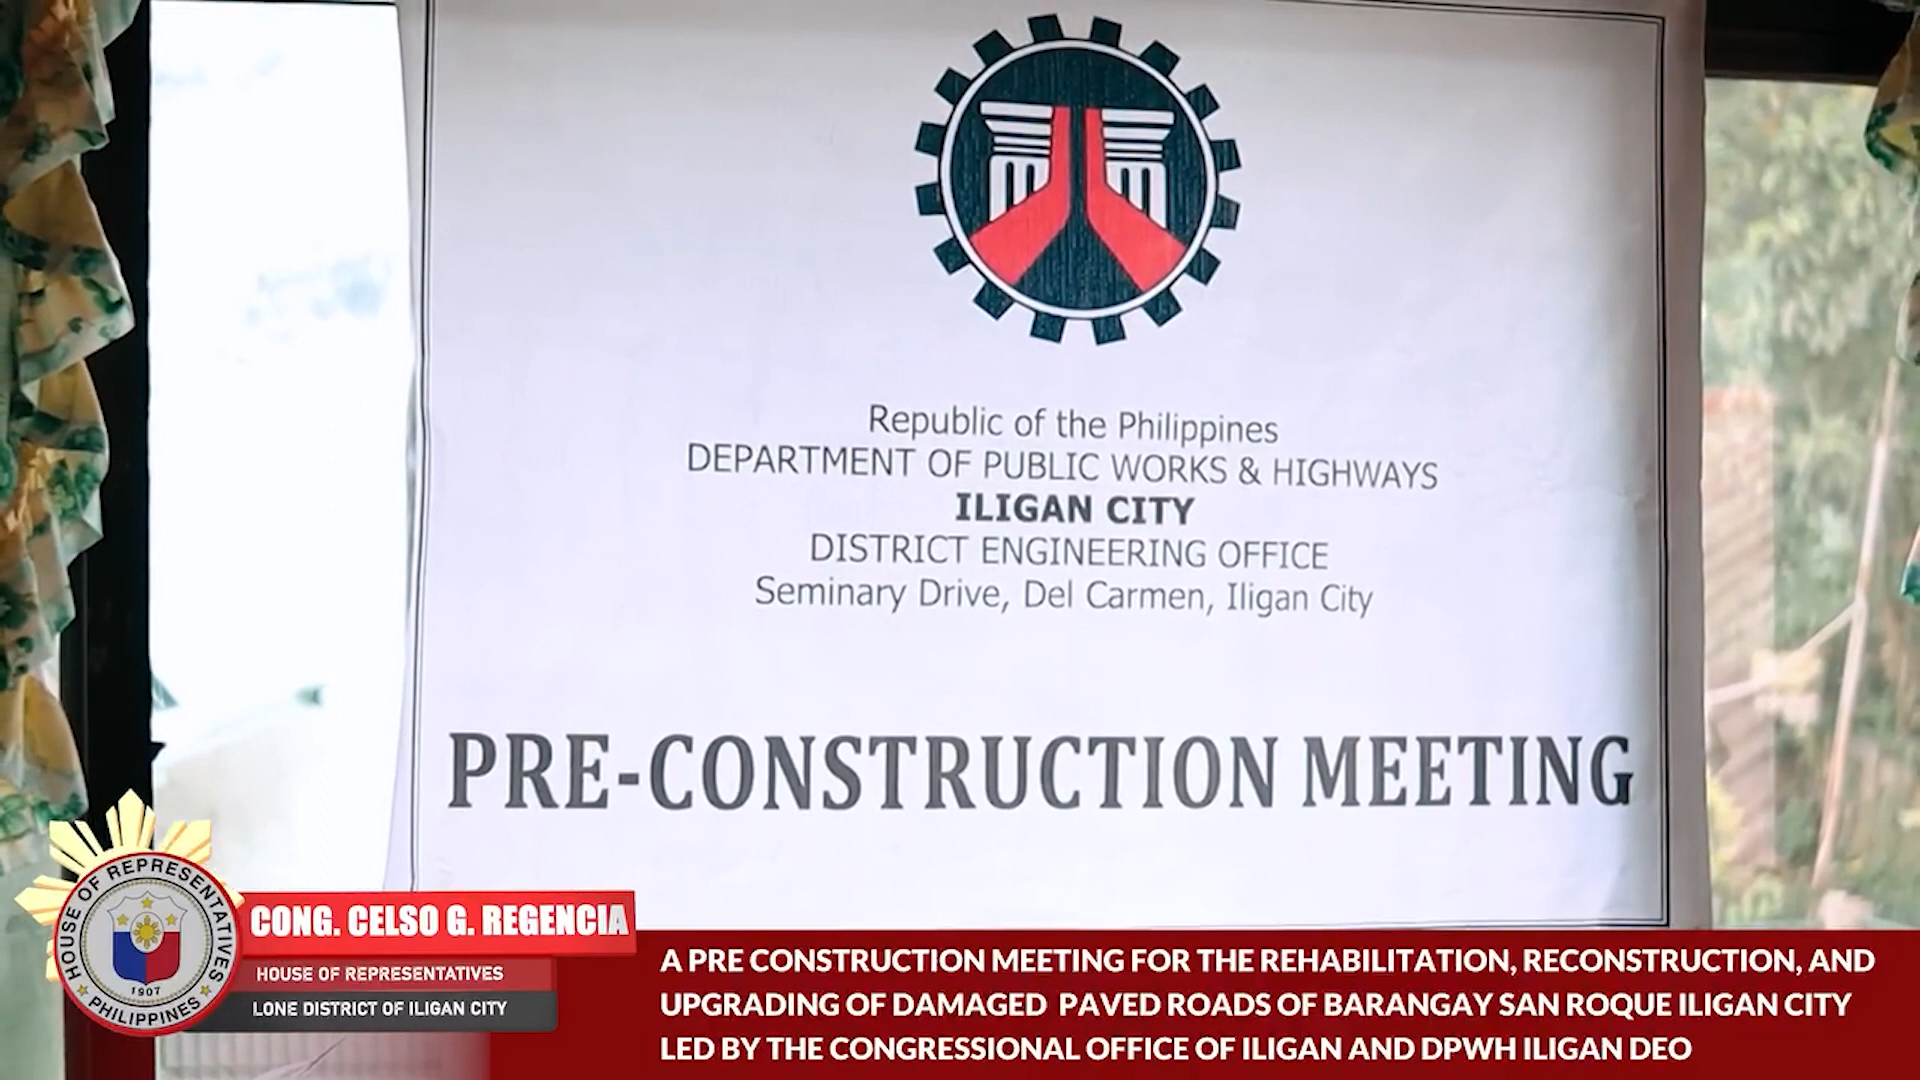 Republic of the Philippines
DEPARTMENT OF PUBLIC WORKS & HIGHWAYS
ILIGAN CITY
DISTRICT ENGINEERING OFFICE
Seminary Drive, Del Carmen, Iligan City
PRE-CONSTRUCTION MEETING
HOUSE OF REPRESENTATIVES
PHILIPPINES
1907
CONG. CELSO G. REGENCIA
HOUSE OF REPRESENTATIVES
LONE DISTRICT OF ILIGAN CITY
A PRE CONSTRUCTION MEETING FOR THE REHABILITATION, RECONSTRUCTION, AND
UPGRADING OF DAMAGED PAVED ROADS OF BARANGAY SAN ROQUE ILIGAN CITY
LED BY THE CONGRESSIONAL OFFICE OF ILIGAN AND DPWH ILIGAN DEO